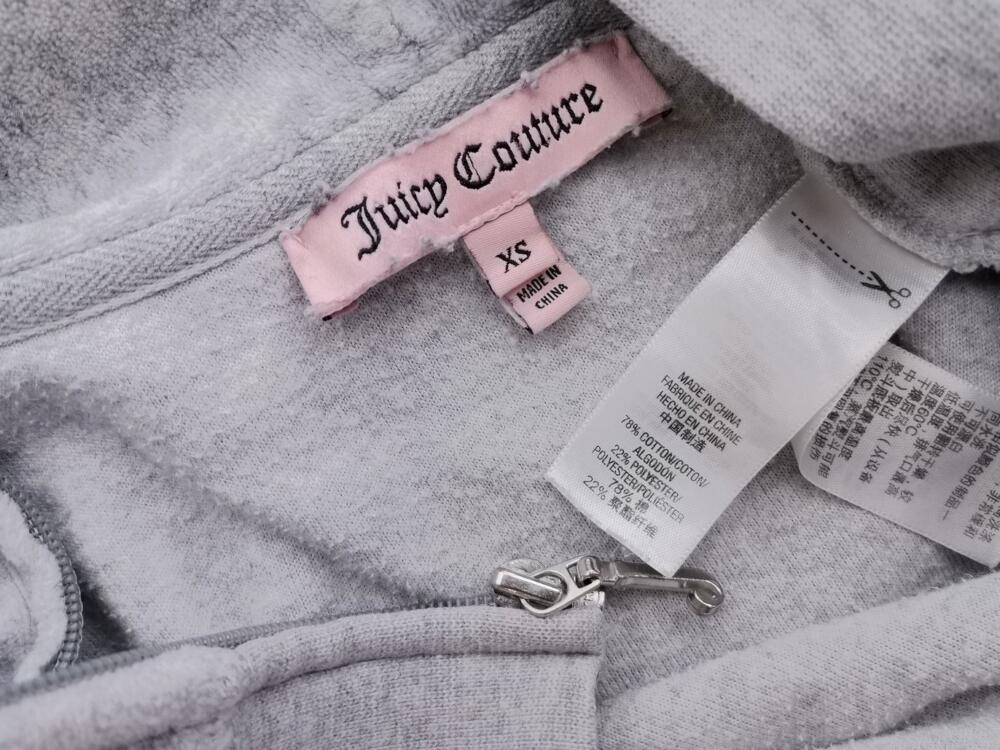 Juicy Couture
XS
MADE IN
CHINA
MADE IN CHINA
FABRIQUE EN CHINE
HECHO EN CHINA
中国制造
78% COTTON/COTON/
ALGODÓN
22% POLYESTER/
POLYESTER/POLIÉSTER
78% 棉
22% 聚酯纤维